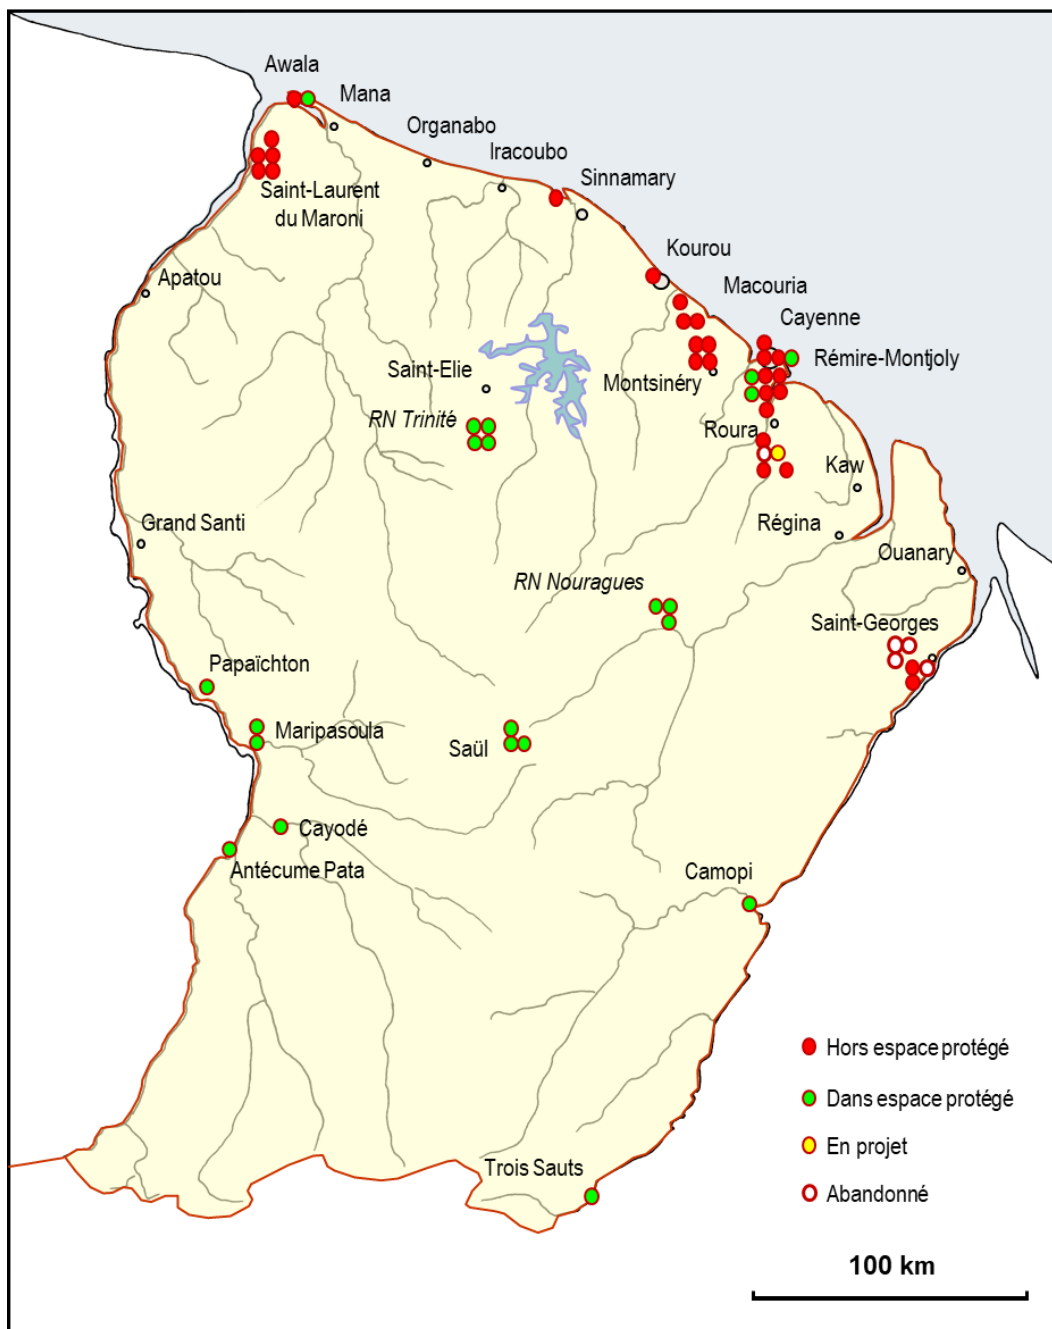 Awala
Mana
Organabo
Iracoubo
Sinnamary
Saint-Laurent
du Maroni
Kourou
Apatou
Macouria
Cayenne
Rémire-Montjoly
Saint-Elie
Montsinéry
RN Trinité
Roura
Kaw
Grand Santi
Régina
Ouanary
RN Nouragues
Saint-Georges
Papaïchton
Maripasoula
Saül
Cayodé
Antécume Pata
Camopi
Hors espace protégé
Dans espace protégé
En projet
Trois Sauts
Abandonné
100 km